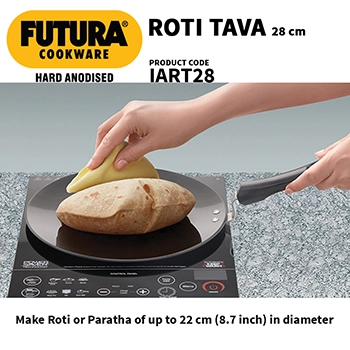 FUTURA®
COOKWARE
HARD ANODISED
ROTI TAVA 28 cm
PRODUCT CODE
IART28
Make Roti or Paratha of up to 22 cm (8.7 inch) in diameter